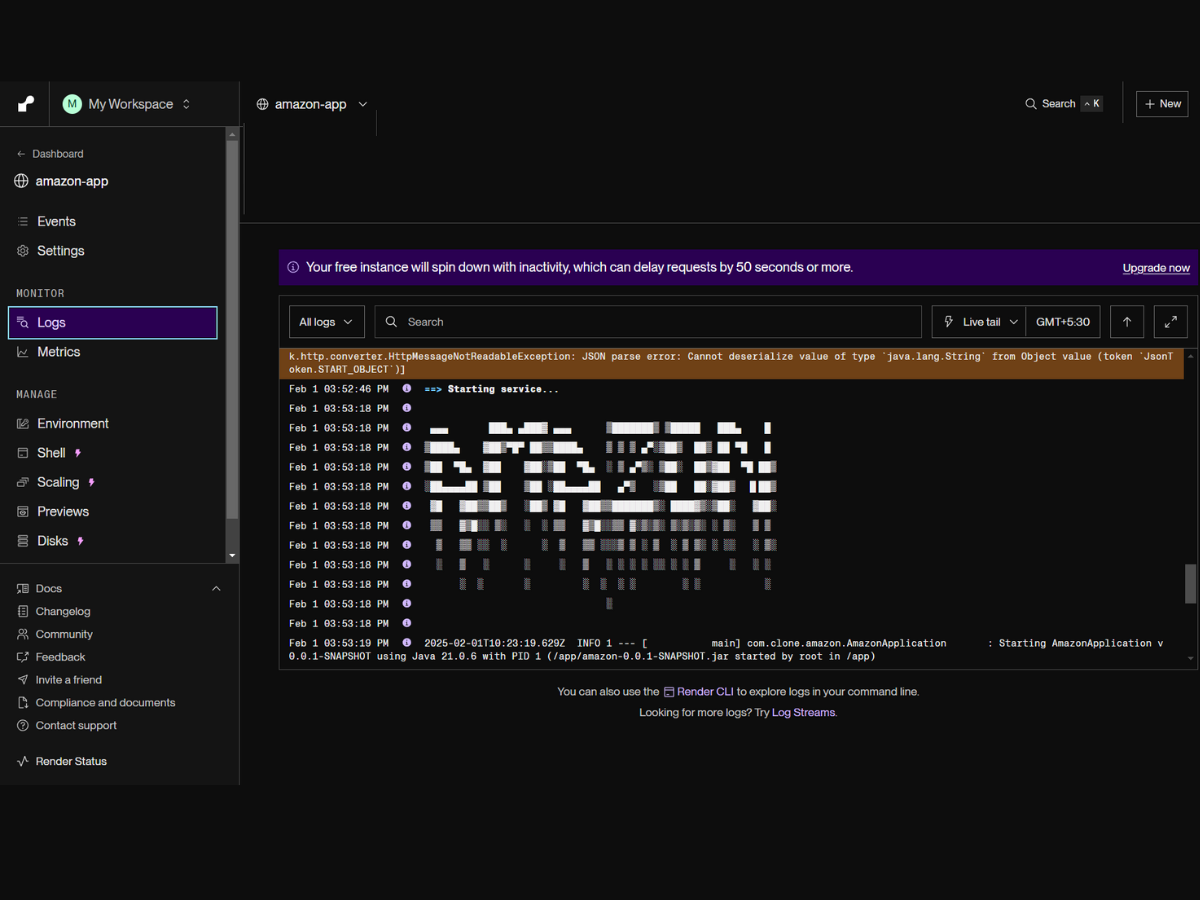 M My Workspace
amazon-app
Search ^ K
+ New
← Dashboard
amazon-app
Events
Settings
MONITOR
Logs
Metrics
MANAGE
Environment
Shell
Scaling
Previews
Disks
Docs
Changelog
Community
Feedback
Invite a friend
Compliance and documents
Contact support
Render Status
Your free instance will spin down with inactivity, which can delay requests by 50 seconds or more.
Upgrade now
All logs
Search
Live tail
GMT+5:30
k.http.converter.HttpMessageNotReadableException: JSON parse error: Cannot deserialize value of type `java.lang.String` from Object value (token `JsonT
oken.START_OBJECT`)]
Feb 1 03:52:46 PM ==> Starting service...
Feb 1 03:53:18 PM
Feb 1 03:53:18 PM
Feb 1 03:53:18 PM
Feb 1 03:53:18 PM
Feb 1 03:53:18 PM
Feb 1 03:53:18 PM
Feb 1 03:53:18 PM
Feb 1 03:53:18 PM
Feb 1 03:53:18 PM
Feb 1 03:53:18 PM
Feb 1 03:53:18 PM
Feb 1 03:53:18 PM
Feb 1 03:53:19 PM 2025-02-01T10:23:19.629Z INFO 1 --- [ main] com.clone.amazon.AmazonApplication : Starting AmazonApplication v
0.0.1-SNAPSHOT using Java 21.0.6 with PID 1 (/app/amazon-0.0.1-SNAPSHOT.jar started by root in /app)
You can also use the Render CLI to explore logs in your command line.
Looking for more logs? Try Log Streams.